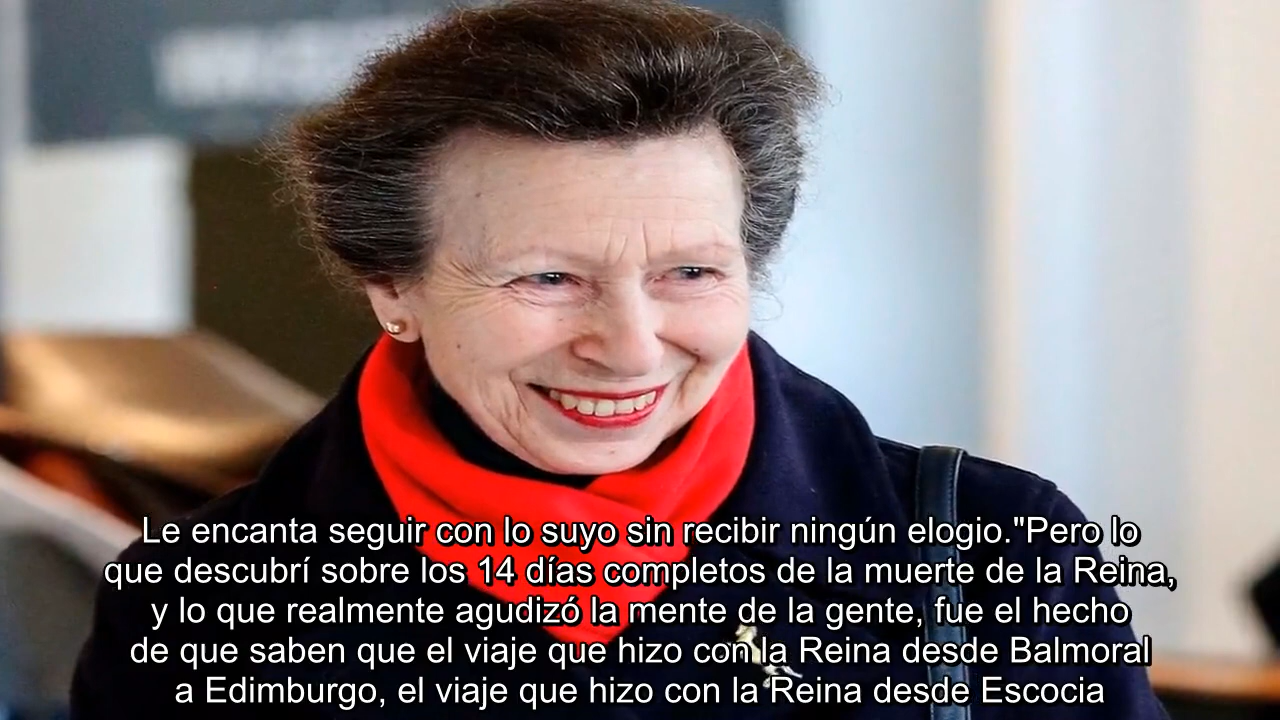 Le encanta seguir con lo suyo sin recibir ningún elogio."Pero lo
que descubrí sobre los 14 días completos de la muerte de la Reina,
y lo que realmente agudizó la mente de la gente, fue el hecho
de que saben que el viaje que hizo con la Reina desde Balmoral
a Edimburgo, el viaje que hizo con la Reina desde Escocia